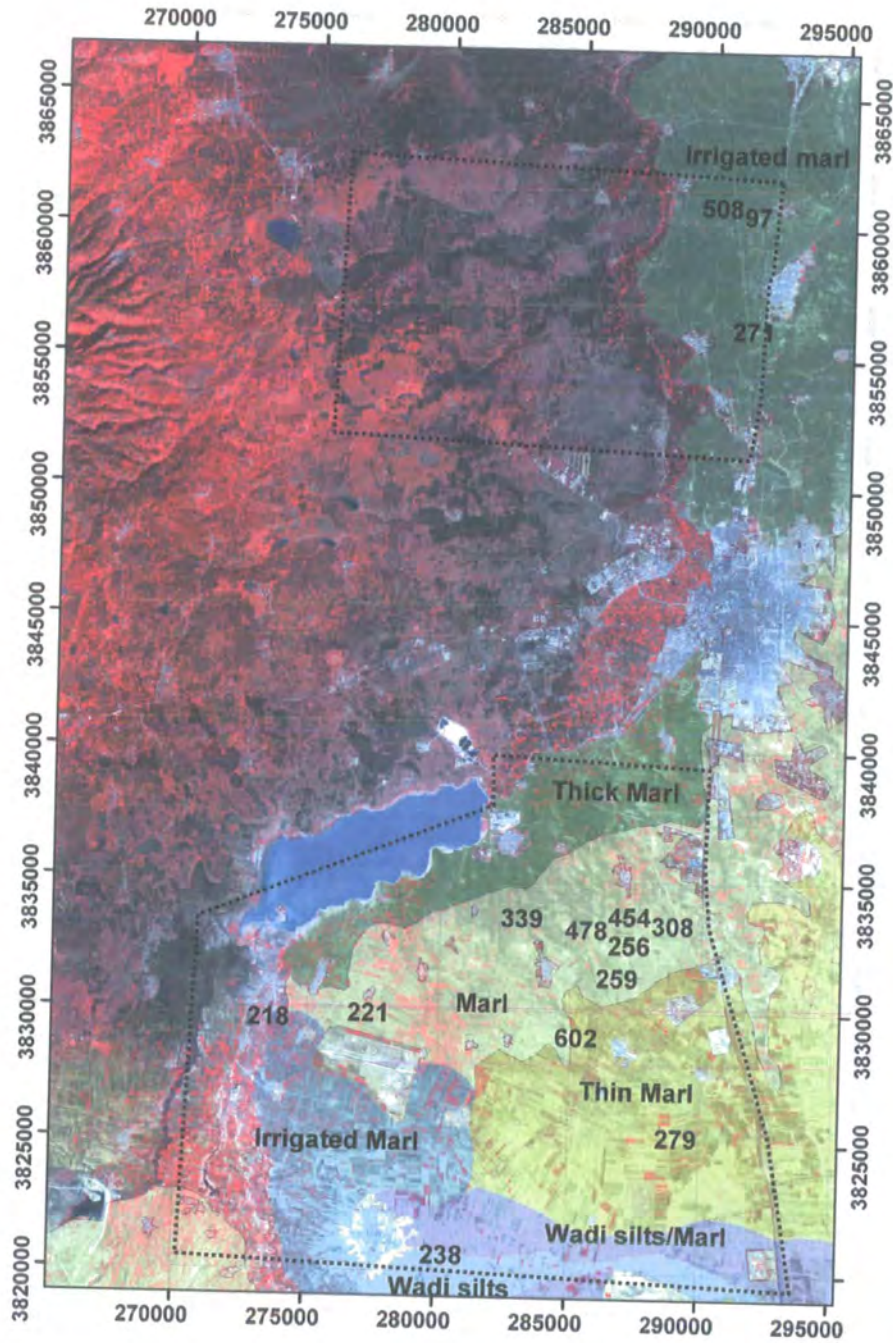 270000 275000 280000 285000 290000 295000
3865000 3865000
Irrigated marl
508 97
3860000 3860000
271
3855000 3855000
3850000 3850000
3845000 3845000
3840000 3840000
Thick Marl
3835000 3835000
339 478 454 308
256
259
Marl
218 221
3830000 3830000
602
Thin Marl
Irrigated Marl 279
3825000 3825000
Wadi silts/Marl
238
3820000 3820000
Wadi silts
270000 275000 280000 285000 290000 295000